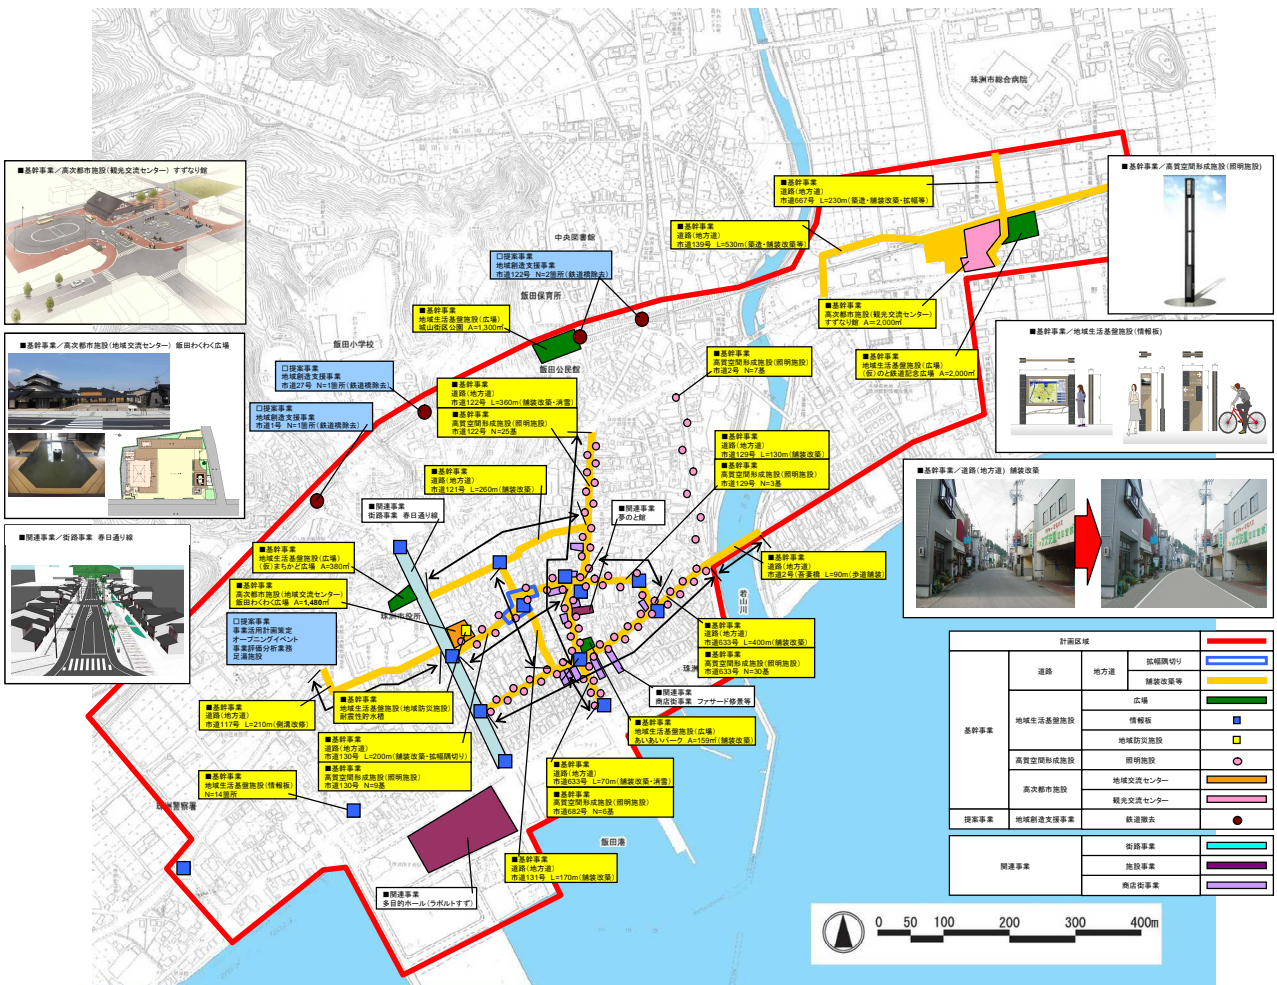 珠洲市総合病院
■基幹事業／高次都市施設(観光交流センター) すずなり館
■基幹事業／高質空間形成施設(照明施設)
■基幹事業
道路(地方道)
市道667号 L=230m(築造・舗装改築・拡幅等)
■基幹事業
道路(地方道)
市道139号 L=530m(築造・舗装改築等)
中央図書館
□提案事業
地域創造支援事業
市道122号 N=2箇所(鉄道橋除去)
飯田保育所
■基幹事業
地域生活基盤施設(広場)
城山街区公園 A=1,300㎡
■基幹事業
高次都市施設(観光交流センター)
すずなり館 A=2,000㎡
■基幹事業／地域生活基盤施設(情報板)
■基幹事業／高次都市施設(地域交流センター) 飯田わくわく広場
飯田小学校
飯田公民館
■基幹事業
高質空間形成施設(照明施設)
市道2号 N=7基
■基幹事業
地域生活基盤施設(広場)
(仮)のと鉄道記念広場 A=2,000㎡
□提案事業
地域創造支援事業
市道27号 N=1箇所(鉄道橋除去)
■基幹事業
道路(地方道)
市道122号 L=360m(舗装改築・消雪)
■基幹事業
高質空間形成施設(照明施設)
市道122号 N=25基
□提案事業
地域創造支援事業
市道1号 N=1箇所(鉄道橋除去)
■基幹事業
道路(地方道)
市道129号 L=130m(舗装改築)
■基幹事業
高質空間形成施設(照明施設)
市道129号 N=3基
■基幹事業／道路(地方道) 舗装改築
■基幹事業
道路(地方道)
市道121号 L=260m(舗装改築)
■関連事業
街路事業 春日通り線
■関連事業
夢のと館
■関連事業／街路事業 春日通り線
■基幹事業
地域生活基盤施設(広場)
(仮)まちかど広場 A=380㎡
■基幹事業
道路(地方道)
市道2号(吾妻橋) L=90m(歩道舗装)
■基幹事業
高次都市施設(地域交流センター)
飯田わくわく広場 A=1,480㎡
若山川
珠洲市役所
□提案事業
事業活用計画策定
オープニングイベント
事業評価分析業務
足湯施設
■基幹事業
道路(地方道)
市道633号 L=400m(舗装改築)
■基幹事業
高質空間形成施設(照明施設)
市道633号 N=30基
■関連事業
商店街事業 ファサード修景等
■基幹事業
道路(地方道)
市道117号 L=210m(側溝改修)
■基幹事業
地域生活基盤施設(地域防災施設)
耐震性貯水槽
■基幹事業
地域生活基盤施設(広場)
あいあいパーク A=159㎡(舗装改築)
■基幹事業
道路(地方道)
市道130号 L=200m(舗装改築・拡幅隅切り)
■基幹事業
高質空間形成施設(照明施設)
市道130号 N=9基
■基幹事業
道路(地方道)
市道633号 L=70m(舗装改築・消雪)
■基幹事業
高質空間形成施設(照明施設)
市道682号 N=6基
■基幹事業
地域生活基盤施設(情報板)
N=14箇所
珠洲警察署
飯田港
■基幹事業
道路(地方道)
市道131号 L=170m(舗装改築)
■関連事業
多目的ホール(ラポルトすず)
計画区域
基幹事業
道路
地方道
拡幅隅切り
舗装改築等
地域生活基盤施設
広場
情報板
地域防災施設
高質空間形成施設
照明施設
高次都市施設
地域交流センター
観光交流センター
提案事業
地域創造支援事業
鉄道撤去
関連事業
街路事業
施設事業
商店街事業
0 50 100 200 300 400m